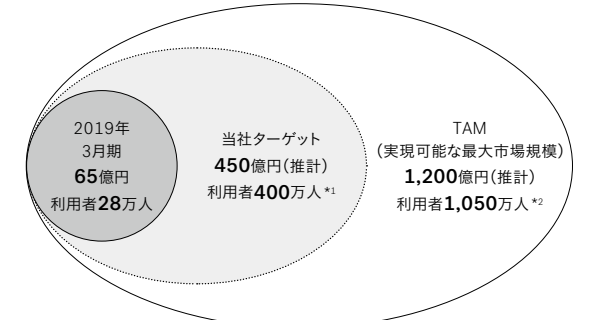 2019年
3月期
65億円
利用者28万人
当社ターゲット
450億円(推計)
利用者400万人*1
TAM
(実現可能な最大市場規模)
1,200億円(推計)
利用者1,050万人*2